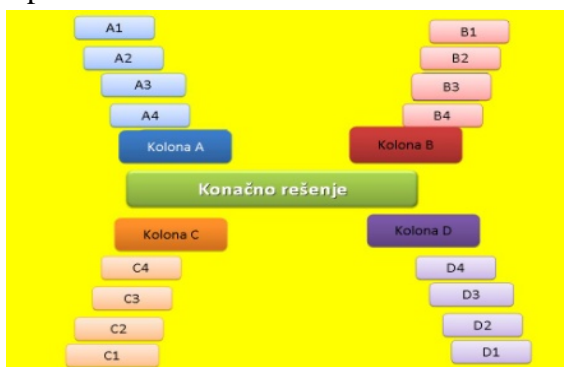 A1
B1
A2
B2
A3
B3
A4
B4
Kolona A
Kolona B
Konačno rešenje
Kolona C
Kolona D
C4
D4
C3
D3
C2
D2
C1
D1